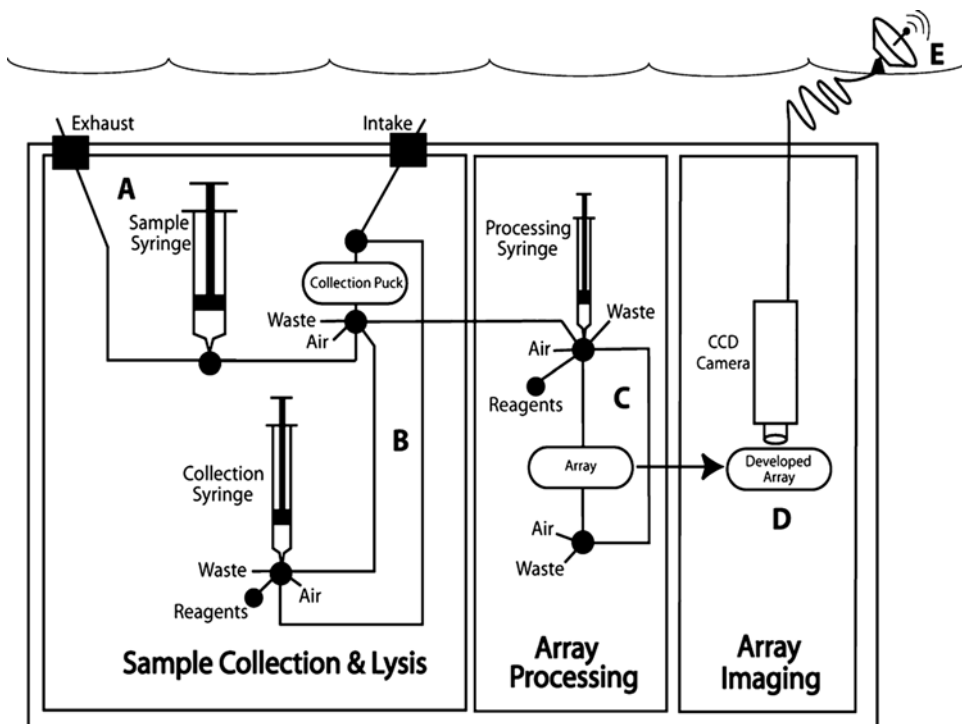 E
Exhaust
Intake
A
Sample
Syringe
Collection Puck
Waste
Air
B
Collection
Syringe
Waste
Air
Reagents
Sample Collection & Lysis
Processing
Syringe
Waste
Air
Reagents
C
Array
Air
Waste
Array
Processing
CCD
Camera
Developed
Array
D
Array
Imaging